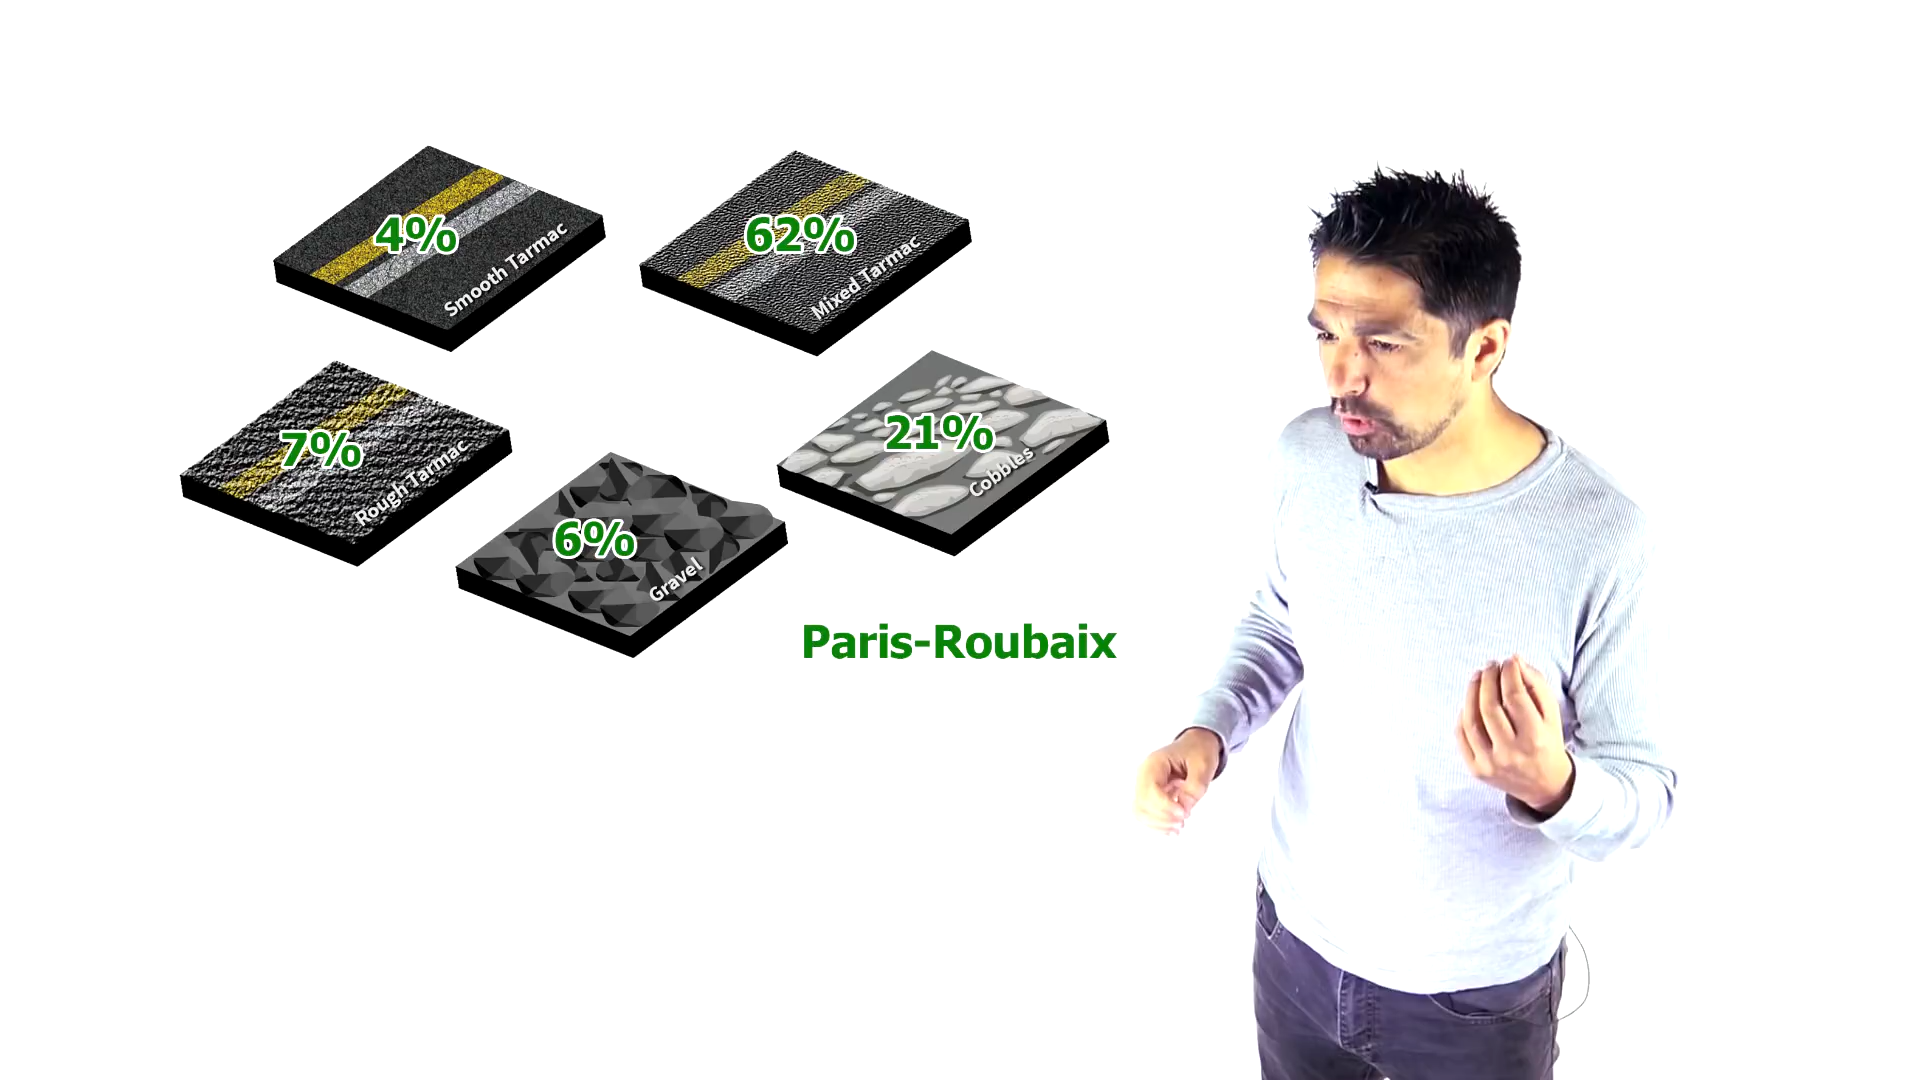 4%
Smooth Tarmac
62%
Mixed Tarmac
7%
Rough Tarmac
6%
Gravel
21%
Cobbles
Paris-Roubaix